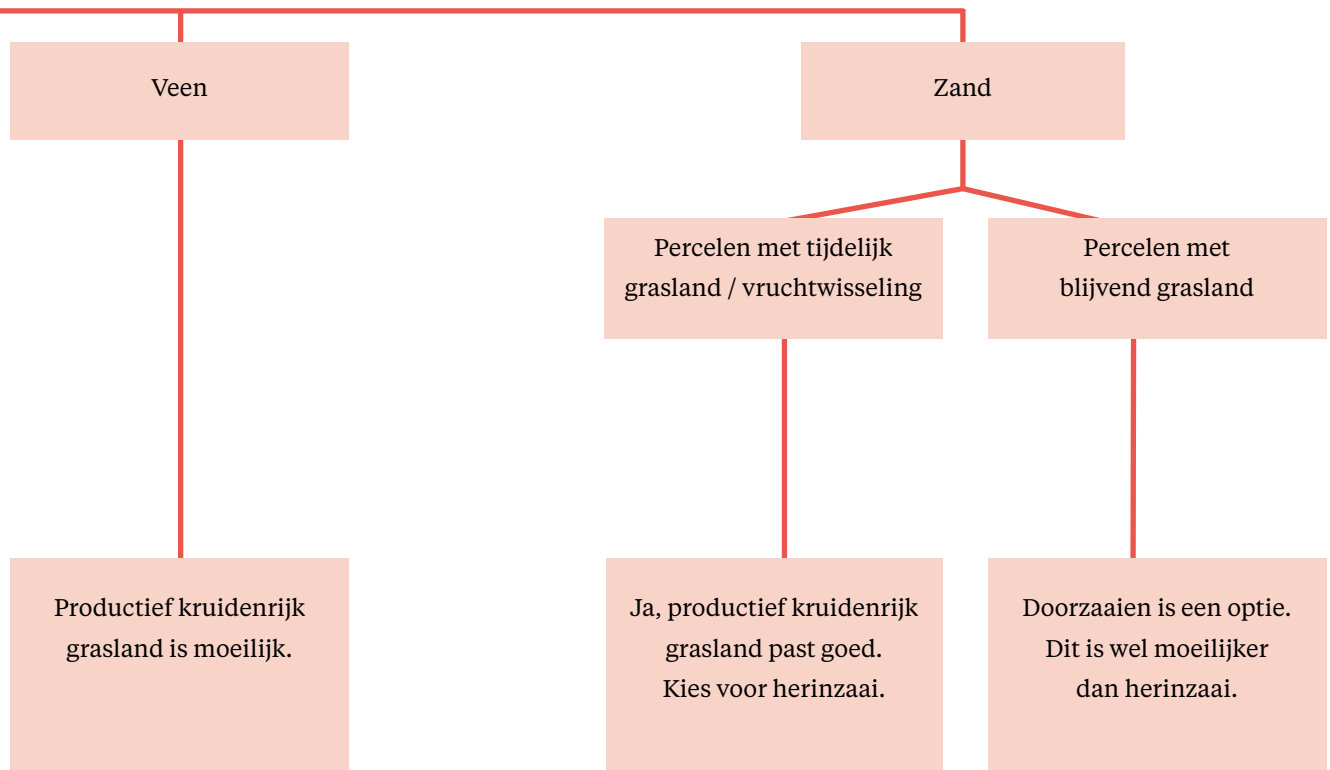 Veen
Zand
Percelen met tijdelijk
grasland / vruchtwisseling
Percelen met
blijvend grasland
Productief kruidenrijk
grasland is moeilijk.
Ja, productief kruidenrijk
grasland past goed.
Kies voor herinzaai.
Doorzaaien is een optie.
Dit is wel moeilijker
dan herinzaai.